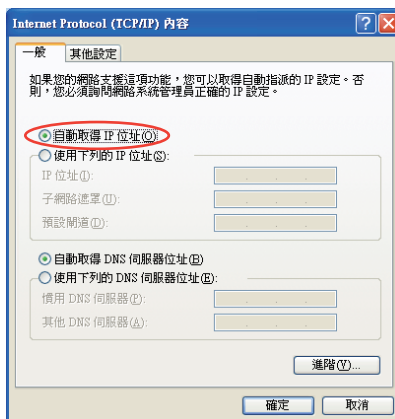 Internet Protocol (TCP/IP) 內容
一般 其他設定
如果您的網路支援這項功能，您可以取得自動指派的 IP 設定。否
則，您必須詢問網路系統管理員正確的 IP 設定。
自動取得 IP 位址(O)
使用下列的 IP 位址(S):
IP 位址(I):
子網路遮罩(U):
預設閘道(D):
自動取得 DNS 伺服器位址(B)
使用下列的 DNS 伺服器位址(E):
慣用 DNS 伺服器(P):
其他 DNS 伺服器(A):
進階(V)...
確定 取消